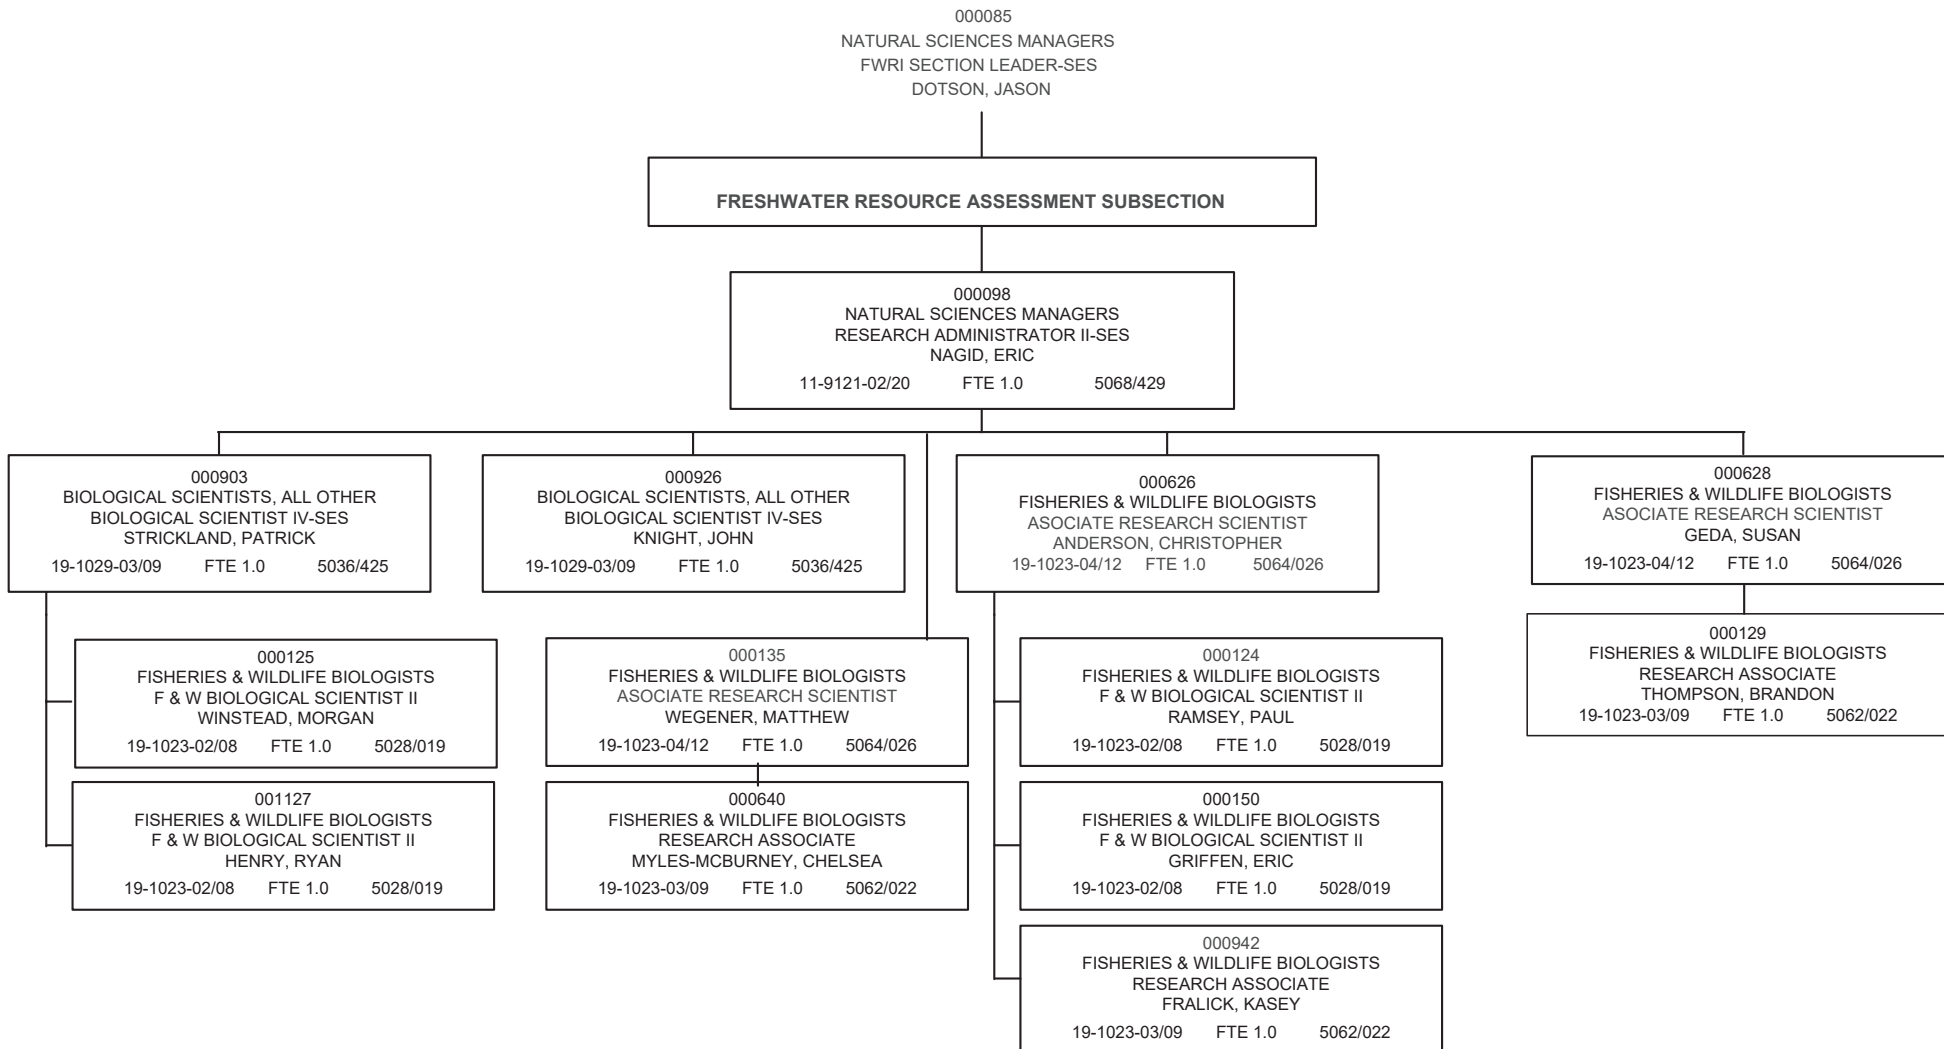 000085
NATURAL SCIENCES MANAGERS
FWRI SECTION LEADER-SES
DOTSON, JASON
FRESHWATER RESOURCE ASSESSMENT SUBSECTION
000098
NATURAL SCIENCES MANAGERS
RESEARCH ADMINISTRATOR II-SES
NAGID, ERIC
11-9121-02/20 FTE 1.0 5068/429
000903
BIOLOGICAL SCIENTISTS, ALL OTHER
BIOLOGICAL SCIENTIST IV-SES
STRICKLAND, PATRICK
19-1029-03/09 FTE 1.0 5036/425
000926
BIOLOGICAL SCIENTISTS, ALL OTHER
BIOLOGICAL SCIENTIST IV-SES
KNIGHT, JOHN
19-1029-03/09 FTE 1.0 5036/425
000626
FISHERIES & WILDLIFE BIOLOGISTS
ASOCIATE RESEARCH SCIENTIST
ANDERSON, CHRISTOPHER
19-1023-04/12 FTE 1.0 5064/026
000628
FISHERIES & WILDLIFE BIOLOGISTS
ASOCIATE RESEARCH SCIENTIST
GEDA, SUSAN
19-1023-04/12 FTE 1.0 5064/026
000125
FISHERIES & WILDLIFE BIOLOGISTS
F & W BIOLOGICAL SCIENTIST II
WINSTEAD, MORGAN
19-1023-02/08 FTE 1.0 5028/019
000135
FISHERIES & WILDLIFE BIOLOGISTS
ASOCIATE RESEARCH SCIENTIST
WEGENER, MATTHEW
19-1023-04/12 FTE 1.0 5064/026
000124
FISHERIES & WILDLIFE BIOLOGISTS
F & W BIOLOGICAL SCIENTIST II
RAMSEY, PAUL
19-1023-02/08 FTE 1.0 5028/019
000129
FISHERIES & WILDLIFE BIOLOGISTS
RESEARCH ASSOCIATE
THOMPSON, BRANDON
19-1023-03/09 FTE 1.0 5062/022
001127
FISHERIES & WILDLIFE BIOLOGISTS
F & W BIOLOGICAL SCIENTIST II
HENRY, RYAN
19-1023-02/08 FTE 1.0 5028/019
000640
FISHERIES & WILDLIFE BIOLOGISTS
RESEARCH ASSOCIATE
MYLES-MCBURNEY, CHELSEA
19-1023-03/09 FTE 1.0 5062/022
000150
FISHERIES & WILDLIFE BIOLOGISTS
F & W BIOLOGICAL SCIENTIST II
GRIFFEN, ERIC
19-1023-02/08 FTE 1.0 5028/019
000942
FISHERIES & WILDLIFE BIOLOGISTS
RESEARCH ASSOCIATE
FRALICK, KASEY
19-1023-03/09 FTE 1.0 5062/022